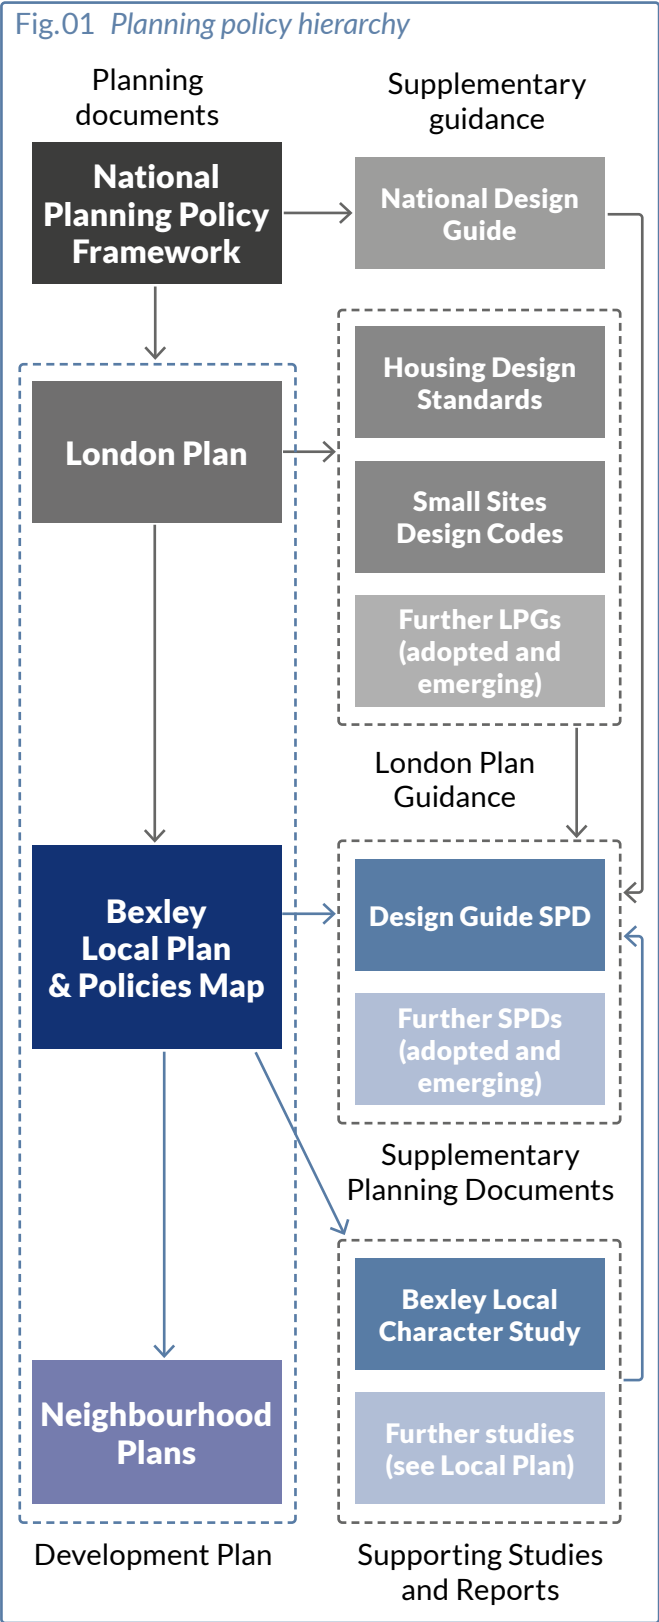 Fig.01 Planning policy hierarchy
Planning
documents
Supplementary
guidance
National
Planning Policy
Framework
National Design
Guide
London Plan
Housing Design
Standards
Small Sites
Design Codes
Further LPGs
(adopted and
emerging)
London Plan
Guidance
Bexley
Local Plan
& Policies Map
Design Guide SPD
Further SPDs
(adopted and
emerging)
Supplementary
Planning Documents
Bexley Local
Character Study
Neighbourhood
Plans
Further studies
(see Local Plan)
Development Plan
Supporting Studies
and Reports